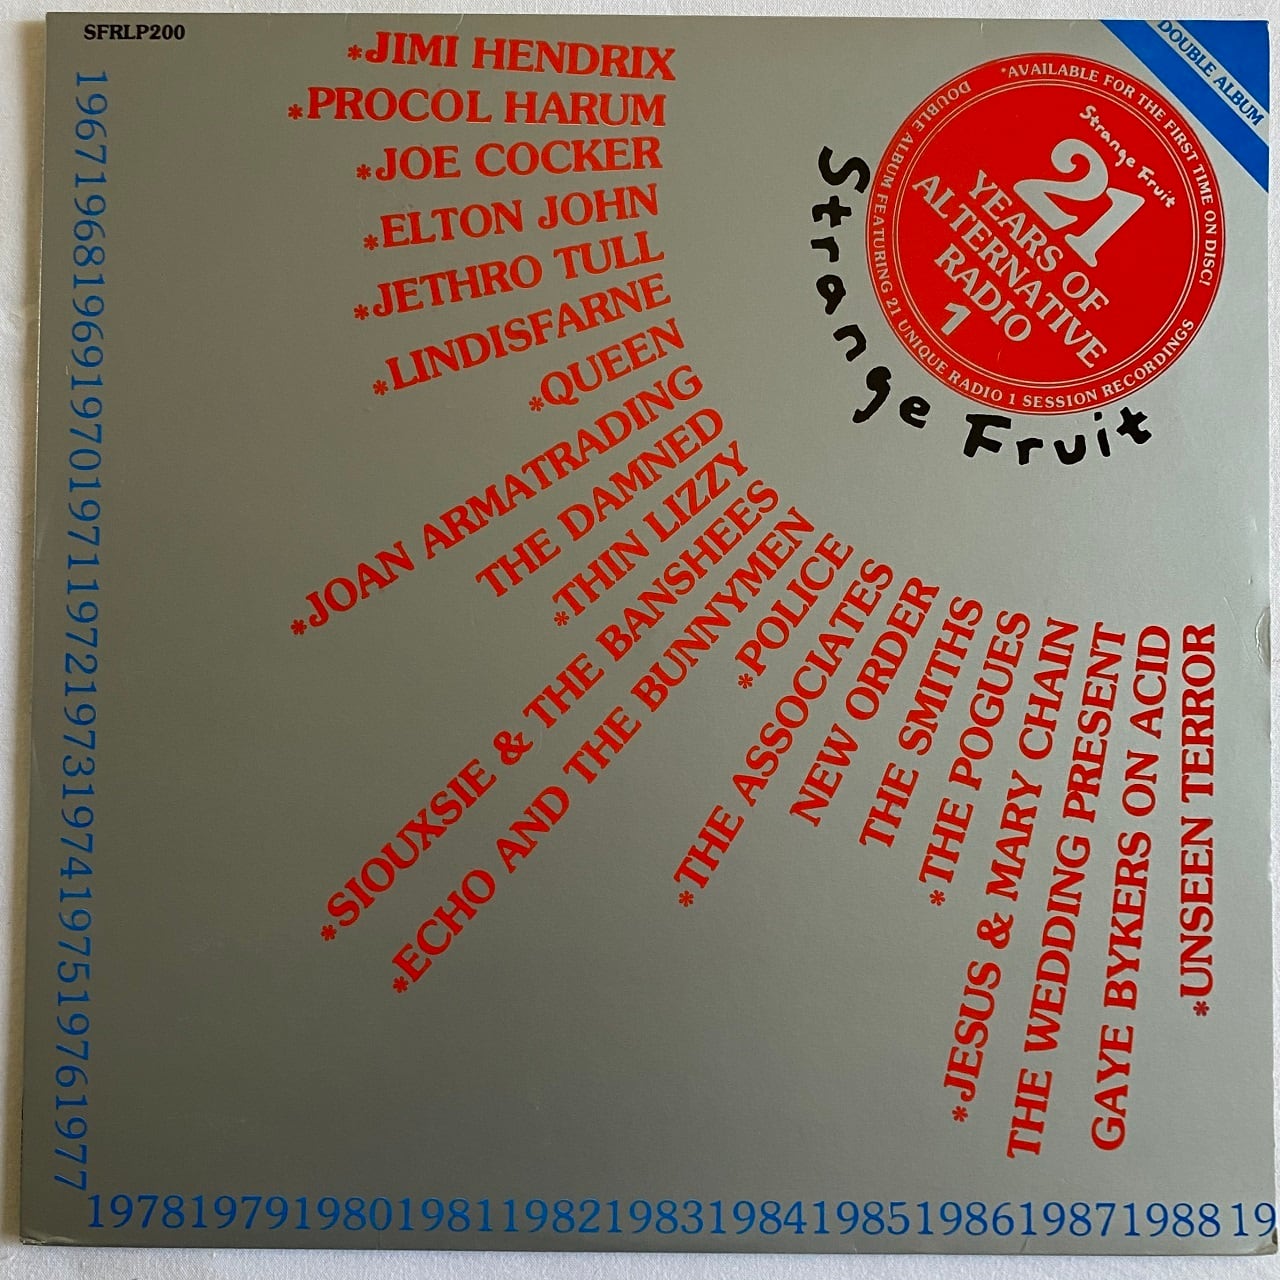 SFRLP200
DOUBLE ALBUM
*JIMI HENDRIX
*PROCOL HARUM
*JOE COCKER
*ELTON JOHN
*JETHRO TULL
*LINDISFARNE
*QUEEN
*JOAN ARMATRADING
THE DAMNED
*THIN LIZZY
*SIOUXSIE & THE BANSHEES
*ECHO AND THE BUNNYMEN
*POLICE
*THE ASSOCIATES
NEW ORDER
THE SMITHS
*THE POGUES
*JESUS & MARY CHAIN
THE WEDDING PRESENT
GAYE BYKERS ON ACID
*UNSEEN TERROR
*AVAILABLE FOR THE FIRST TIME ON DISC!
DOUBLE ALBUM FEATURING 21 UNIQUE RADIO 1 SESSION RECORDINGS
Strange Fruit
21
YEARS OF
ALTERNATIVE
RADIO
1
Strange Fruit
19671968196919701971197219731974197519761977
19781979198019811982198319841985198619871988 19